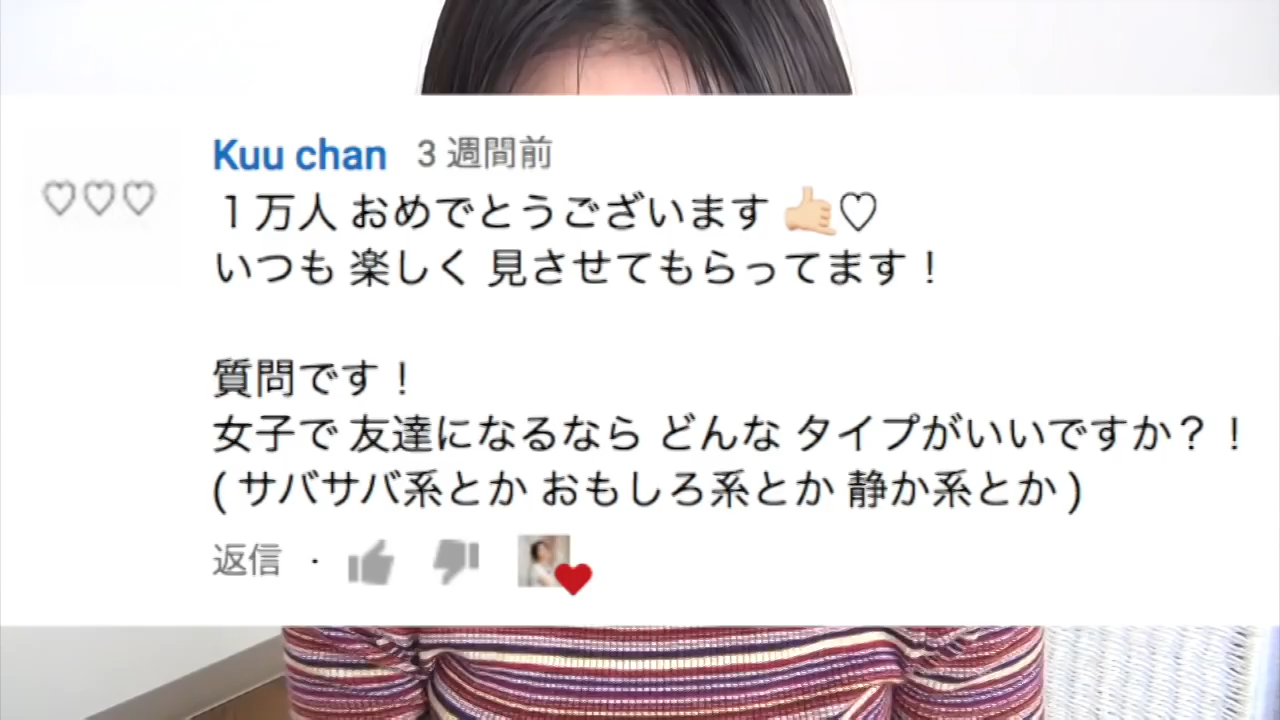 ♡♡♡
Kuu chan 3 週間前
1万人 おめでとうございます 🤙🏻♡
いつも 楽しく 見させてもらってます！
質問です！
女子で 友達になるなら どんな タイプがいいですか？！
( サバサバ系とか おもしろ系とか 静か系とか )
返信 ·